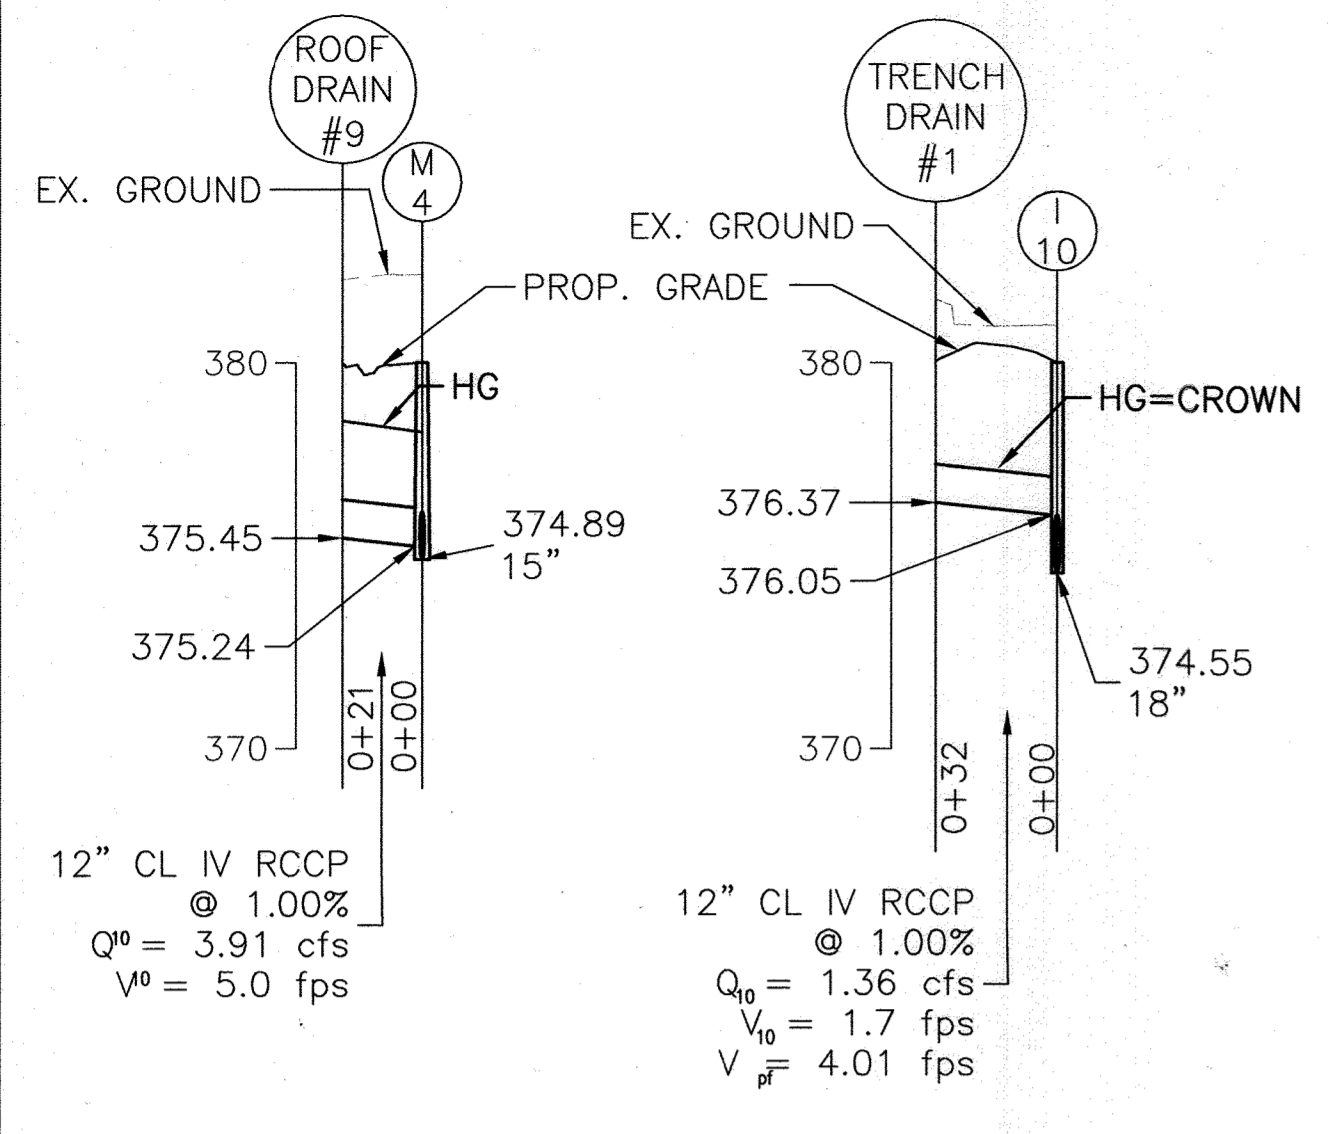 ROOF
DRAIN
#9
M
4
EX. GROUND
PROP. GRADE
380
HG
375.45
374.89
15”
375.24
370
0+21
0+00
12” CL IV RCCP
@ 1.00%
Q10 = 3.91 cfs
V10 = 5.0 fps
TRENCH
DRAIN
#1
I
10
EX. GROUND
380
HG=CROWN
376.37
376.05
374.55
18”
370
0+32
0+00
12” CL IV RCCP
@ 1.00%
Q10 = 1.36 cfs
V10 = 1.7 fps
V pf = 4.01 fps